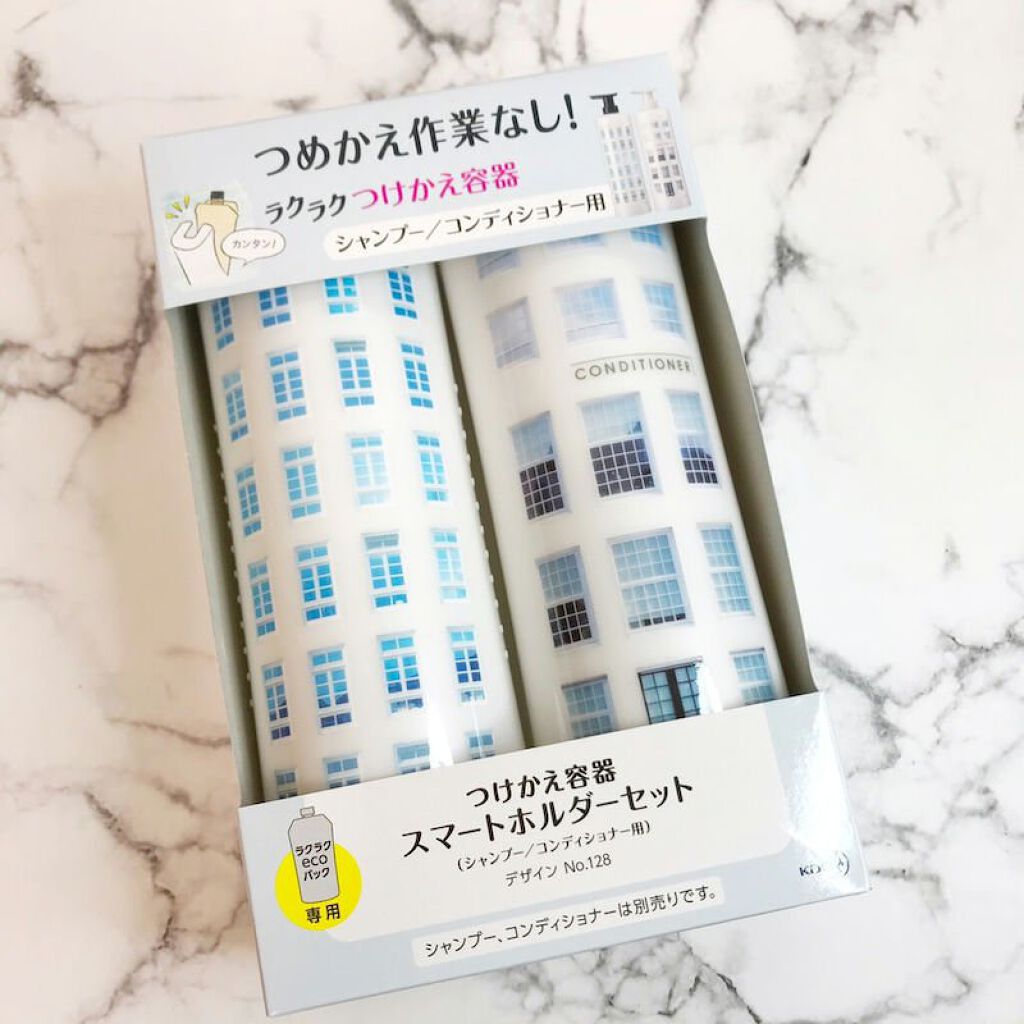 つめかえ作業なし!
ラクラクつけかえ容器
カンタン!
シャンプー/コンディショナー用
CONDITIONER
つけかえ容器
スマートホルダーセット
(シャンプー/コンディショナー用)
デザイン No.128
ラクラク
eco
パック
専用
シャンプー、コンディショナーは別売りです。